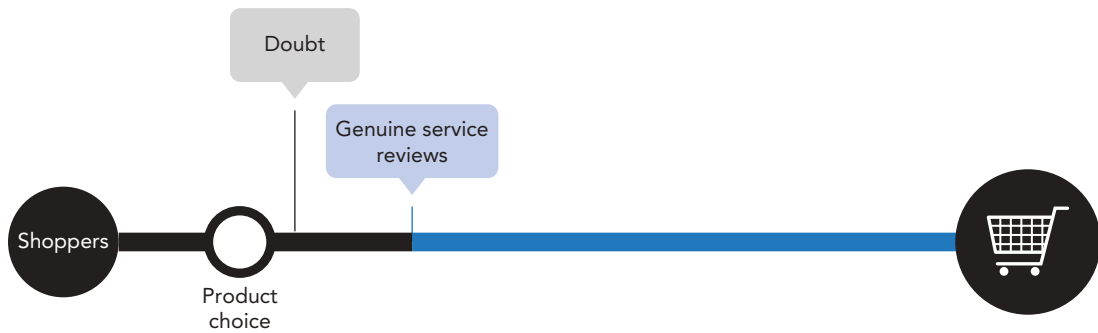 Doubt
Genuine service
reviews
Shoppers
Product
choice